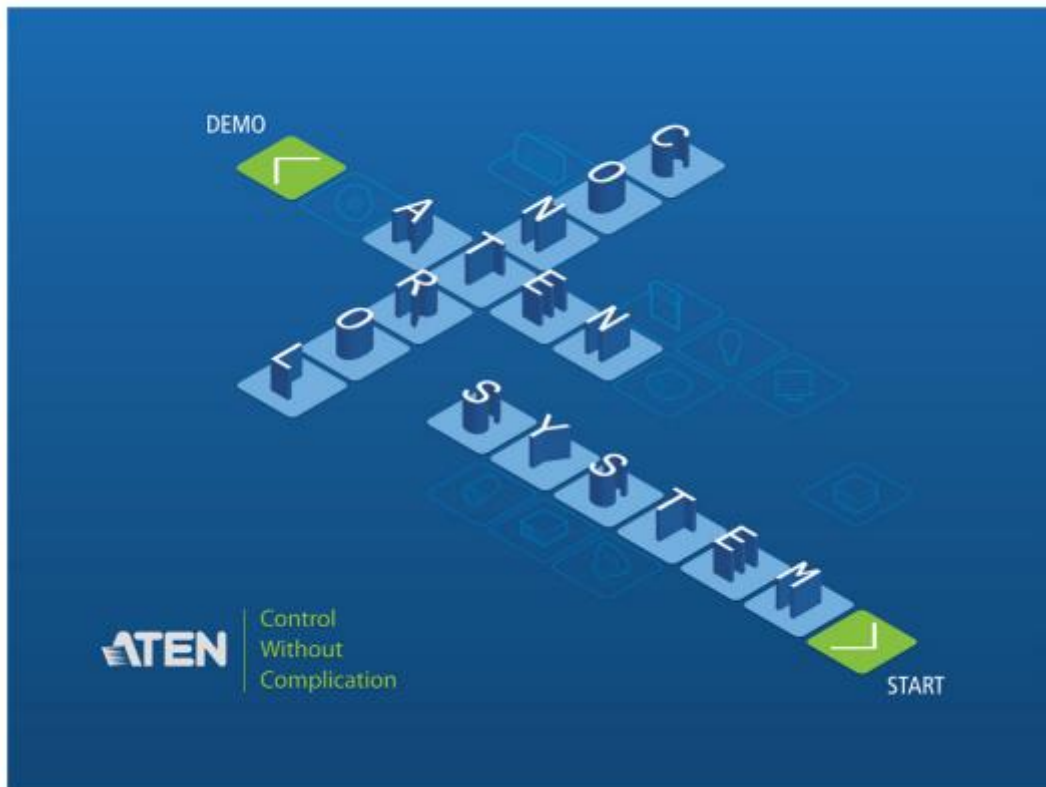 DEMO
ATEN
CONTROL
SYSTEM
START
ATEN
Control
Without
Complication